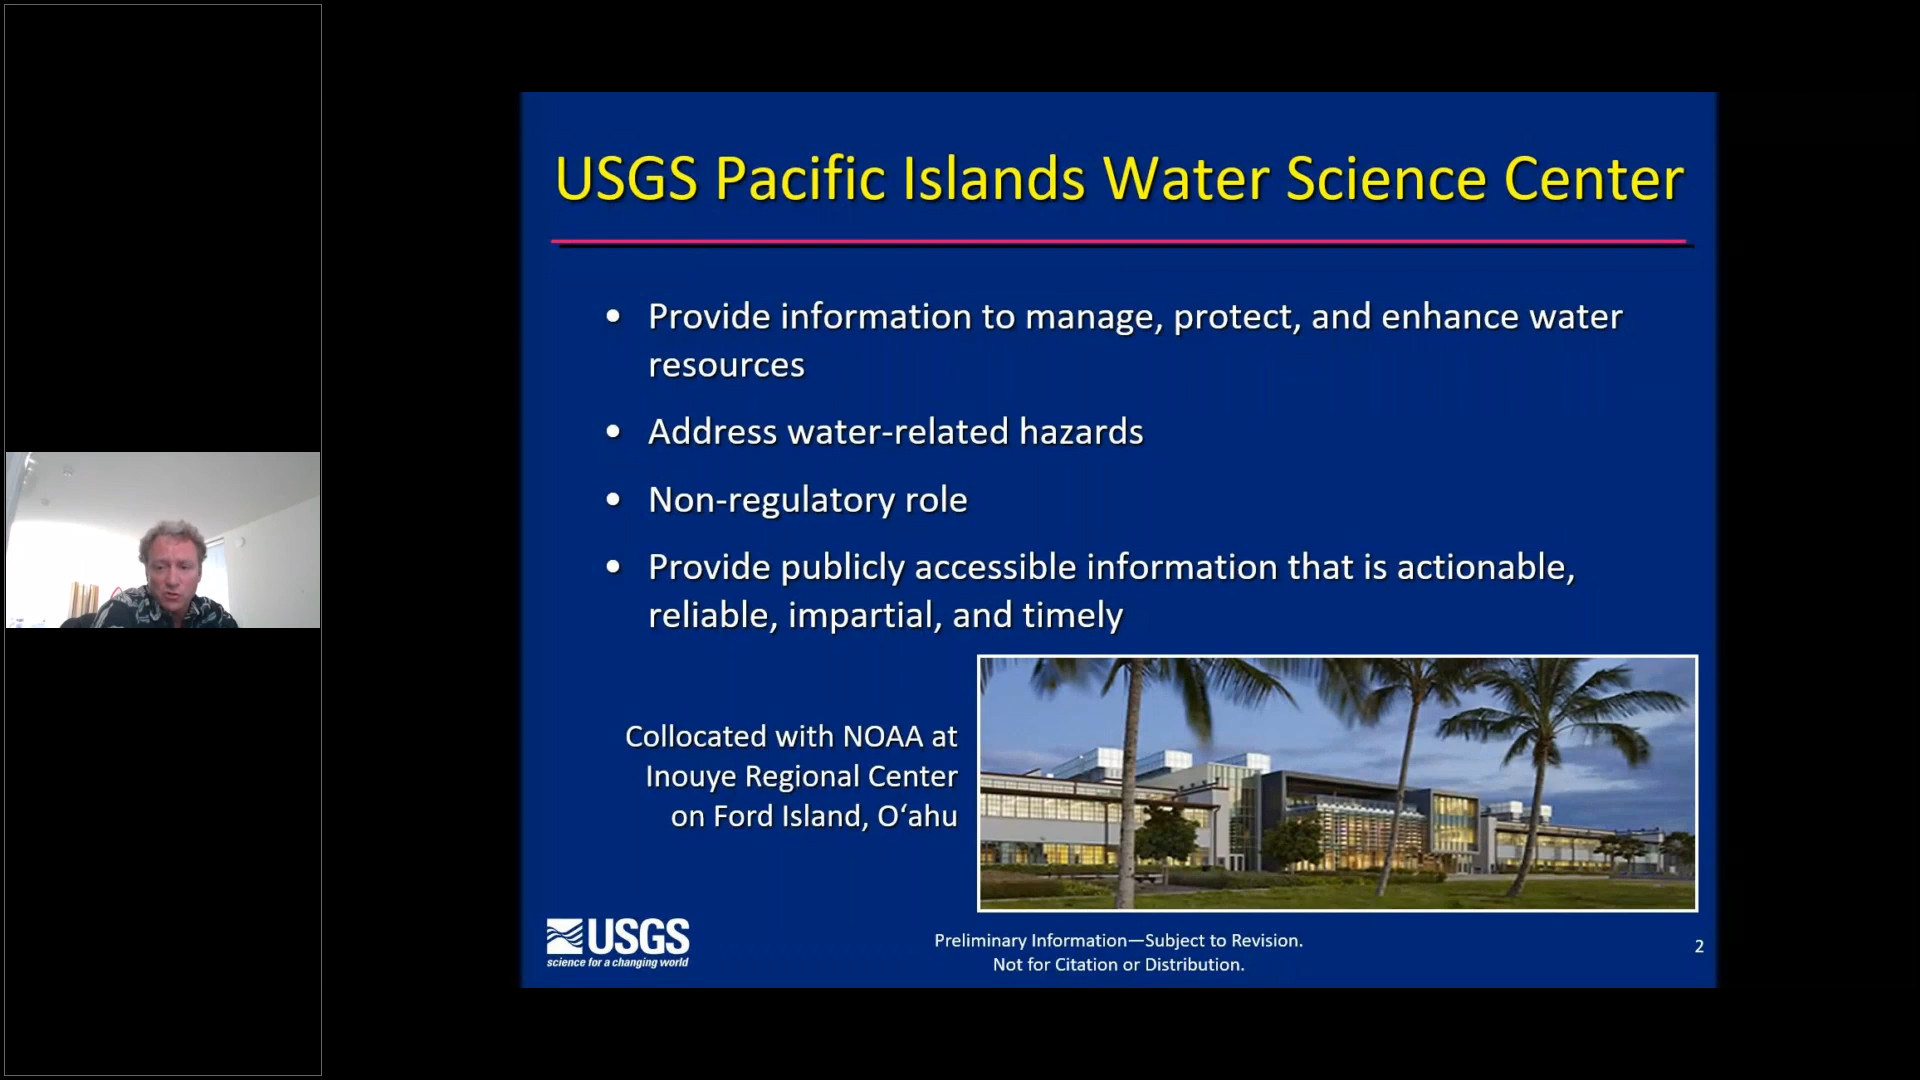 USGS Pacific Islands Water Science Center
• Provide information to manage, protect, and enhance water
resources
• Address water-related hazards
• Non-regulatory role
• Provide publicly accessible information that is actionable,
reliable, impartial, and timely
Collocated with NOAA at
Inouye Regional Center
on Ford Island, Oʻahu
USGS
science for a changing world
Preliminary Information—Subject to Revision.
Not for Citation or Distribution.
2